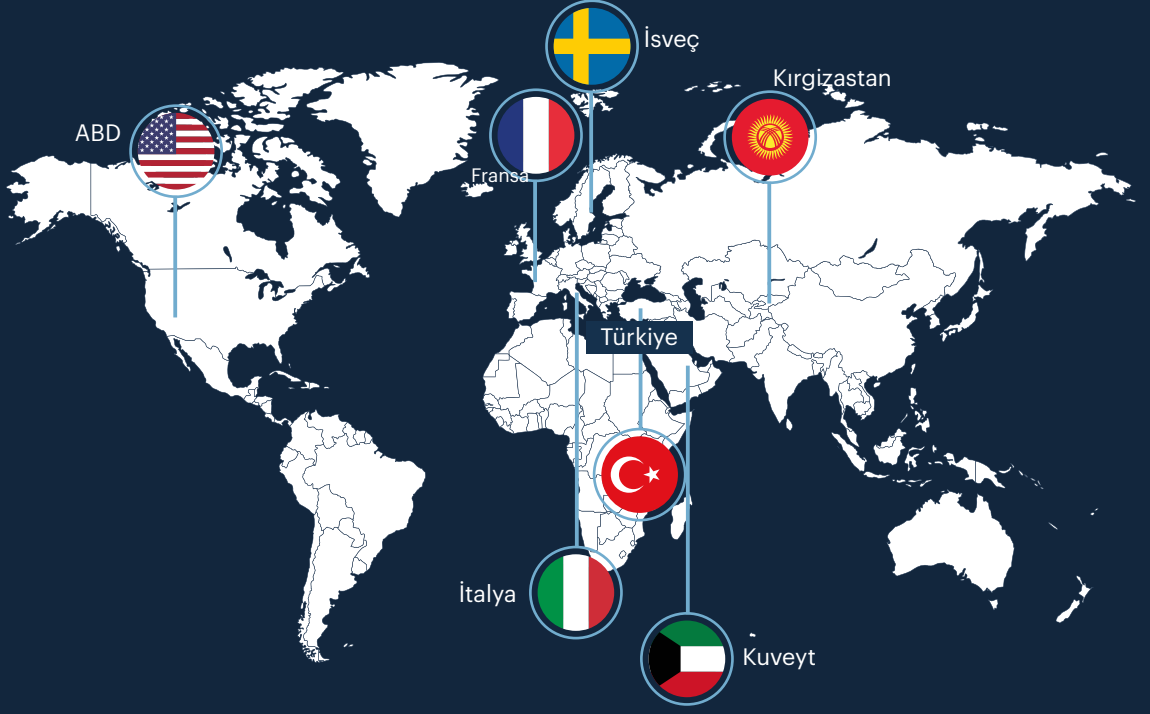 İsveç
Kırgizastan
ABD
Fransa
Türkiye
İtalya
Kuveyt